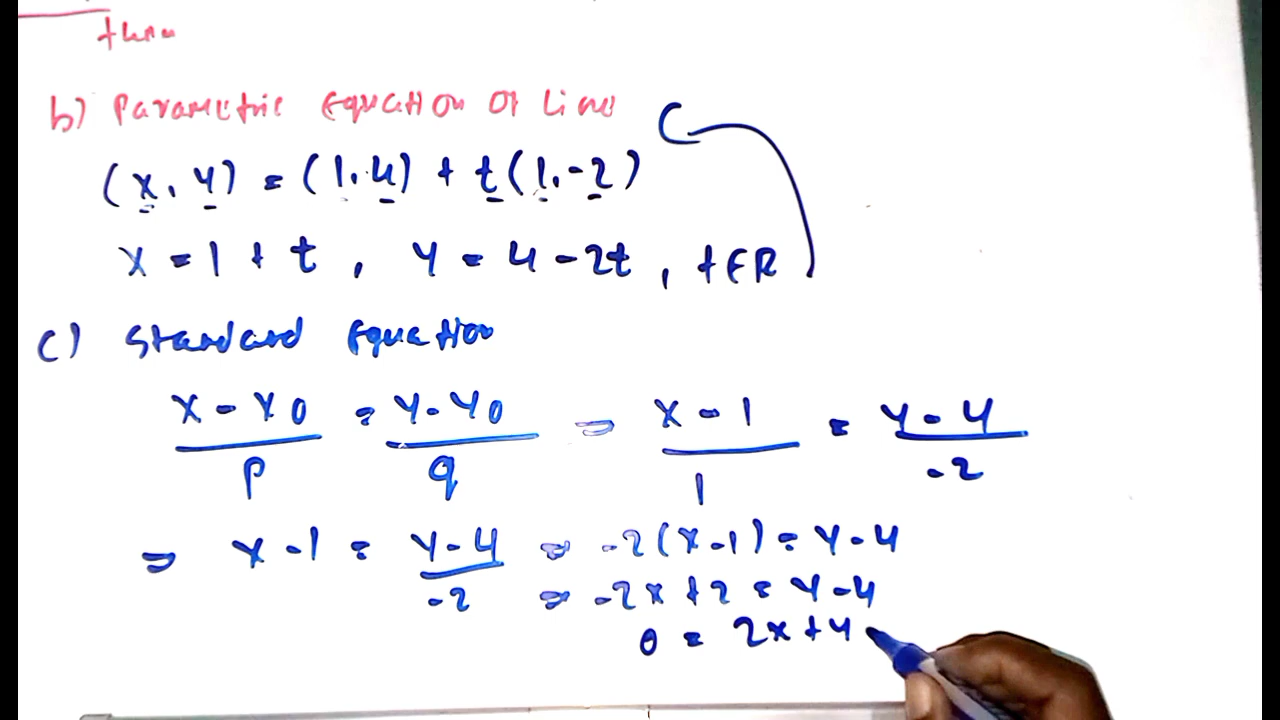 then
b) Parametric Equation of Line
(x, y) = (1, 4) + t(1, -2)
x = 1 + t, y = 4 - 2t, t ∈ R
c) Standard Equation
x - x0 / p = y - y0 / q ⇒ x - 1 / 1 = y - 4 / -2
⇒ x - 1 = y - 4 / -2 ⇒ -2(x - 1) = y - 4
⇒ -2x + 2 = y - 4
0 = 2x + y